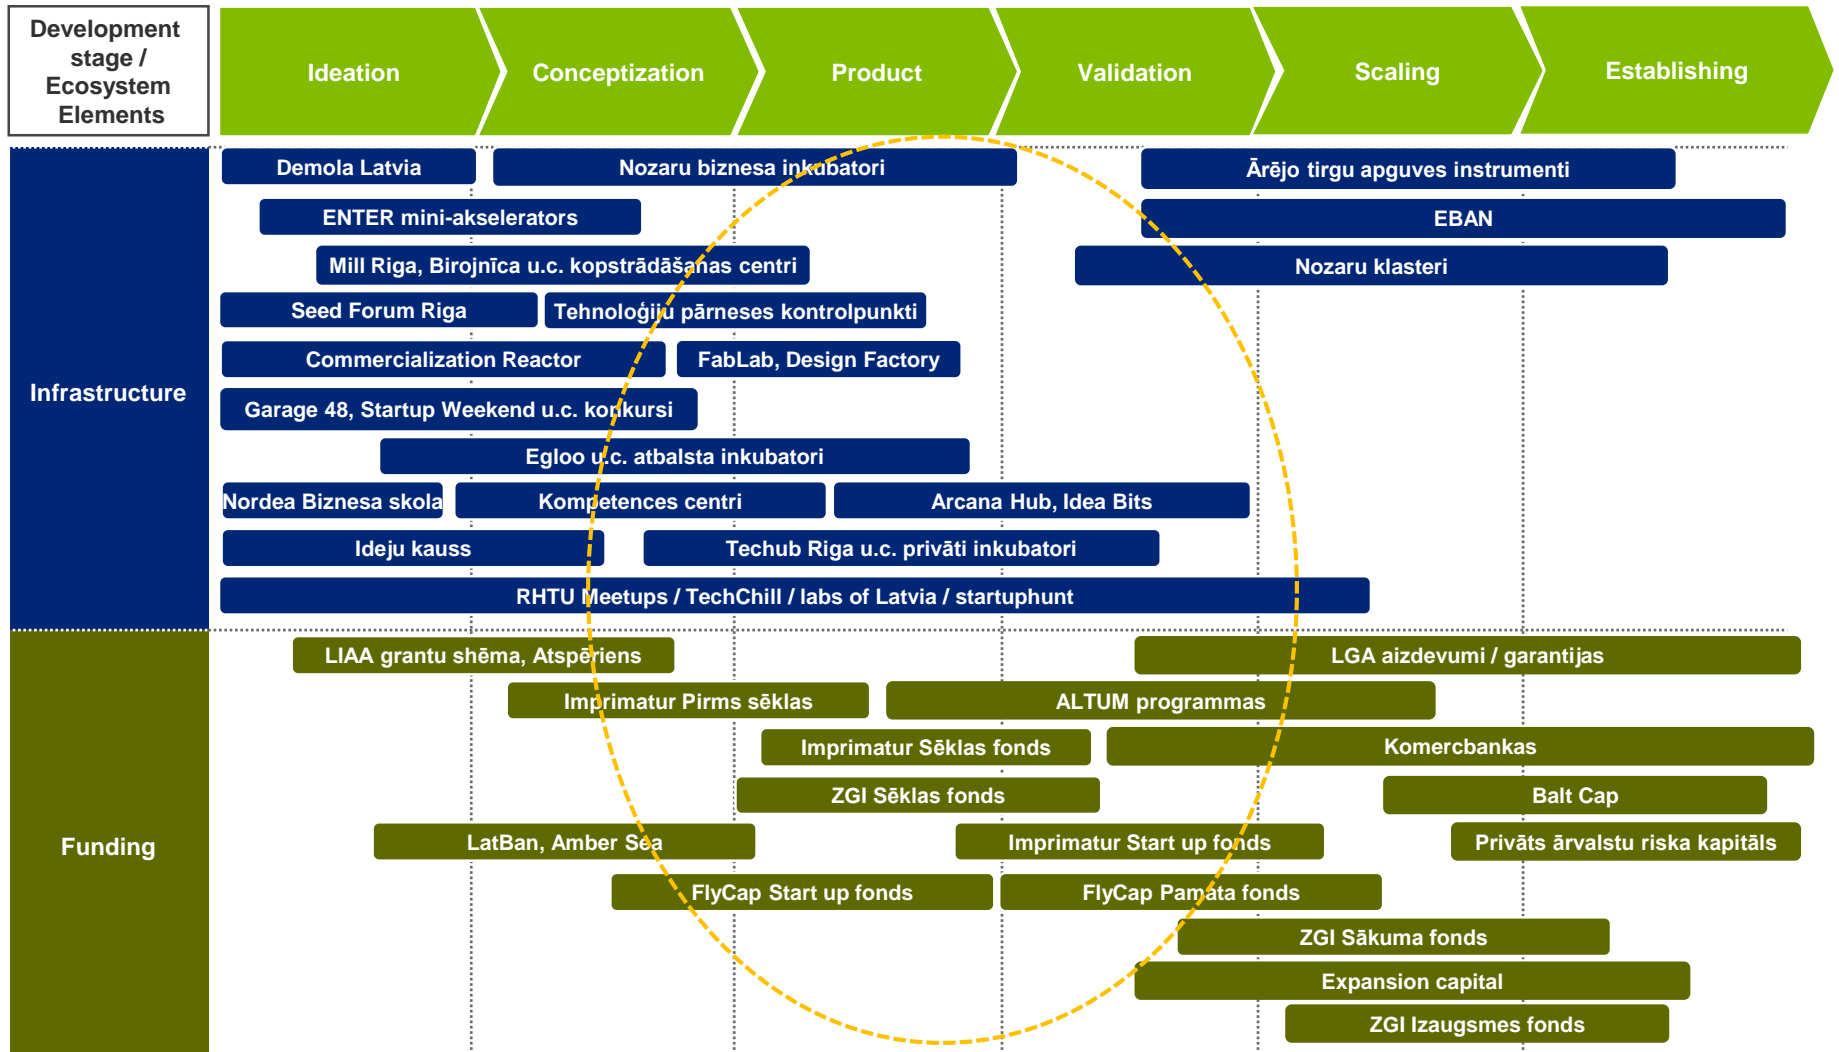 Development
stage /
Ecosystem
Elements
Ideation
Conceptization
Product
Validation
Scaling
Establishing
Infrastructure
Demola Latvia
Nozaru biznesa inkubatori
Ārējo tirgu apguves instrumenti
ENTER mini-akselerators
EBAN
Mill Riga, Birojnīca u.c. kopstrādāšanas centri
Nozaru klasteri
Seed Forum Riga
Tehnoloģiju pārneses kontrolpunkti
Commercialization Reactor
FabLab, Design Factory
Garage 48, Startup Weekend u.c. konkursi
Egloo u.c. atbalsta inkubatori
Nordea Biznesa skola
Kompetences centri
Arcana Hub, Idea Bits
Ideju kauss
Techub Riga u.c. privāti inkubatori
RHTU Meetups / TechChill / labs of Latvia / startuphunt
Funding
LIAA grantu shēma, Atspēriens
LGA aizdevumi / garantijas
Imprimatur Pirms sēklas
ALTUM programmas
Imprimatur Sēklas fonds
Komercbankas
ZGI Sēklas fonds
Balt Cap
LatBan, Amber Sea
Imprimatur Start up fonds
Privāts ārvalstu riska kapitāls
FlyCap Start up fonds
FlyCap Pamata fonds
ZGI Sākuma fonds
Expansion capital
ZGI Izaugsmes fonds